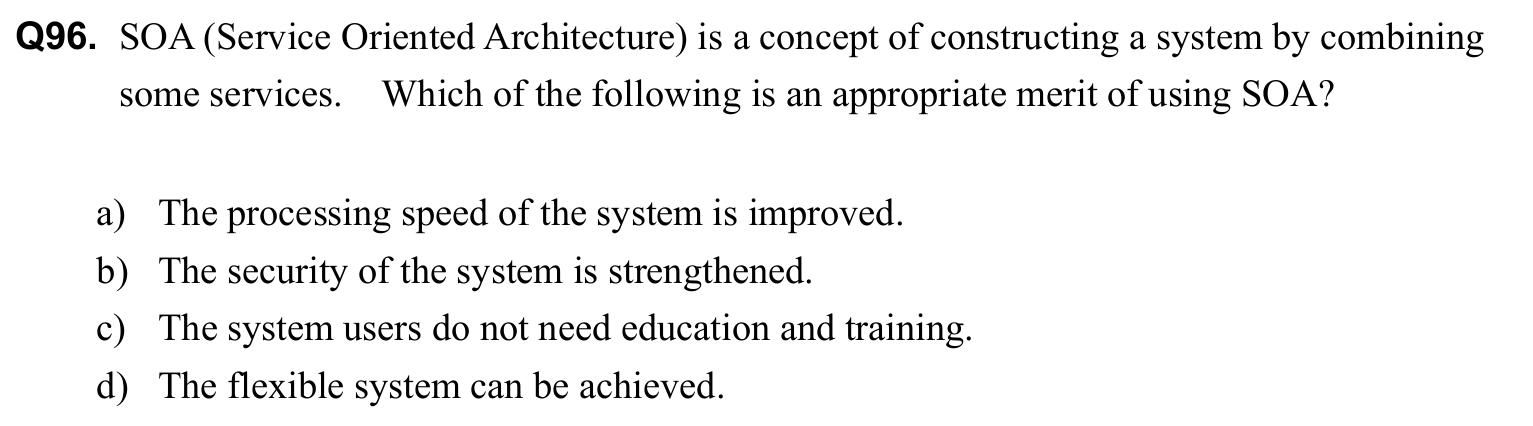 Q96. SOA (Service Oriented Architecture) is a concept of constructing a system by combining
some services. Which of the following is an appropriate merit of using SOA?
a) The processing speed of the system is improved.
b) The security of the system is strengthened.
c) The system users do not need education and training.
d) The flexible system can be achieved.